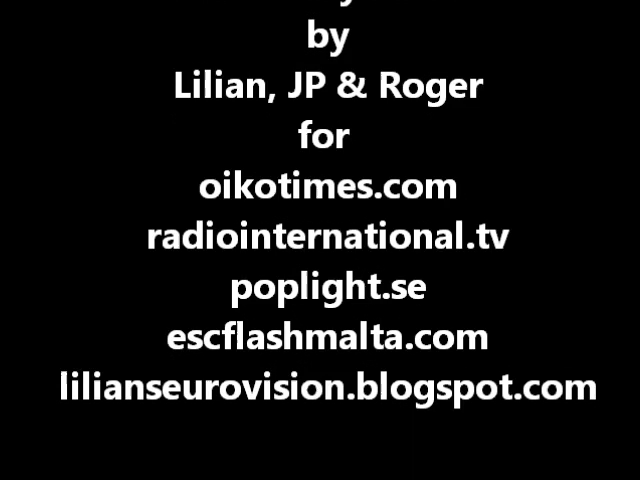 by
Lilian, JP & Roger
for
oikotimes.com
radiointernational.tv
poplight.se
escflashmalta.com
lilianseurovision.blogspot.com